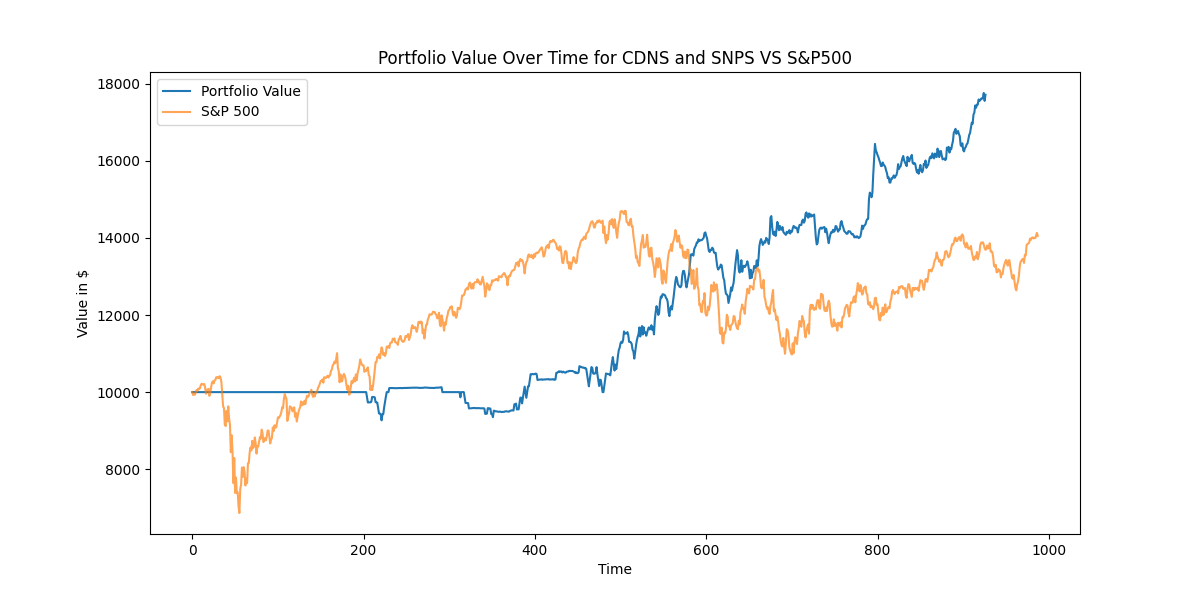 Portfolio Value Over Time for CDNS and SNPS VS S&P500
Portfolio Value
S&P 500
Value in $
18000
16000
14000
12000
10000
8000
0
200
400
600
800
1000
Time